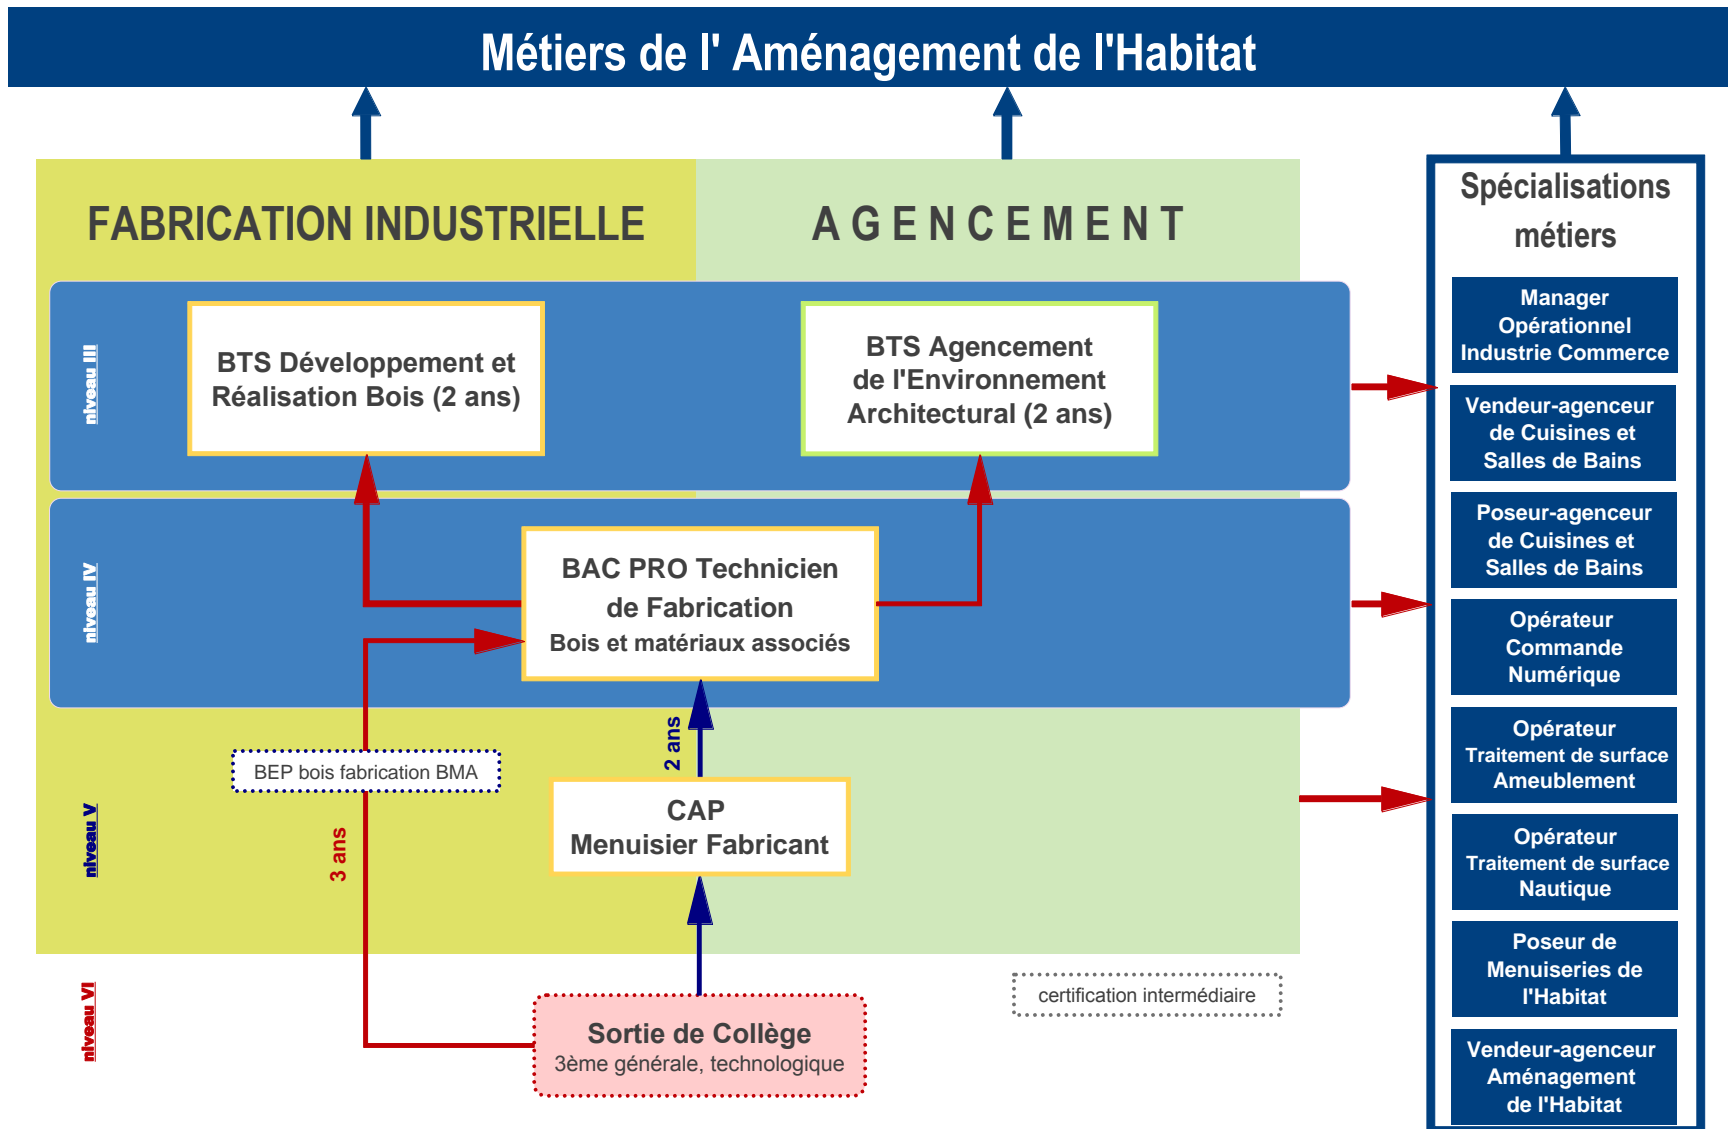 Métiers de l' Aménagement de l'Habitat
FABRICATION INDUSTRIELLE
A G E N C E M E N T
niveau III
BTS Développement et
Réalisation Bois (2 ans)
BTS Agencement
de l'Environnement
Architectural (2 ans)
niveau IV
BAC PRO Technicien
de Fabrication
Bois et matériaux associés
niveau V
BEP bois fabrication BMA
3 ans
2 ans
CAP
Menuisier Fabricant
niveau VI
Sortie de Collège
3ème générale, technologique
certification intermédiaire
Spécialisations
métiers
Manager
Opérationnel
Industrie Commerce
Vendeur-agenceur
de Cuisines et
Salles de Bains
Poseur-agenceur
de Cuisines et
Salles de Bains
Opérateur
Commande
Numérique
Opérateur
Traitement de surface
Ameublement
Opérateur
Traitement de surface
Nautique
Poseur de
Menuiseries de
l'Habitat
Vendeur-agenceur
Aménagement
de l'Habitat